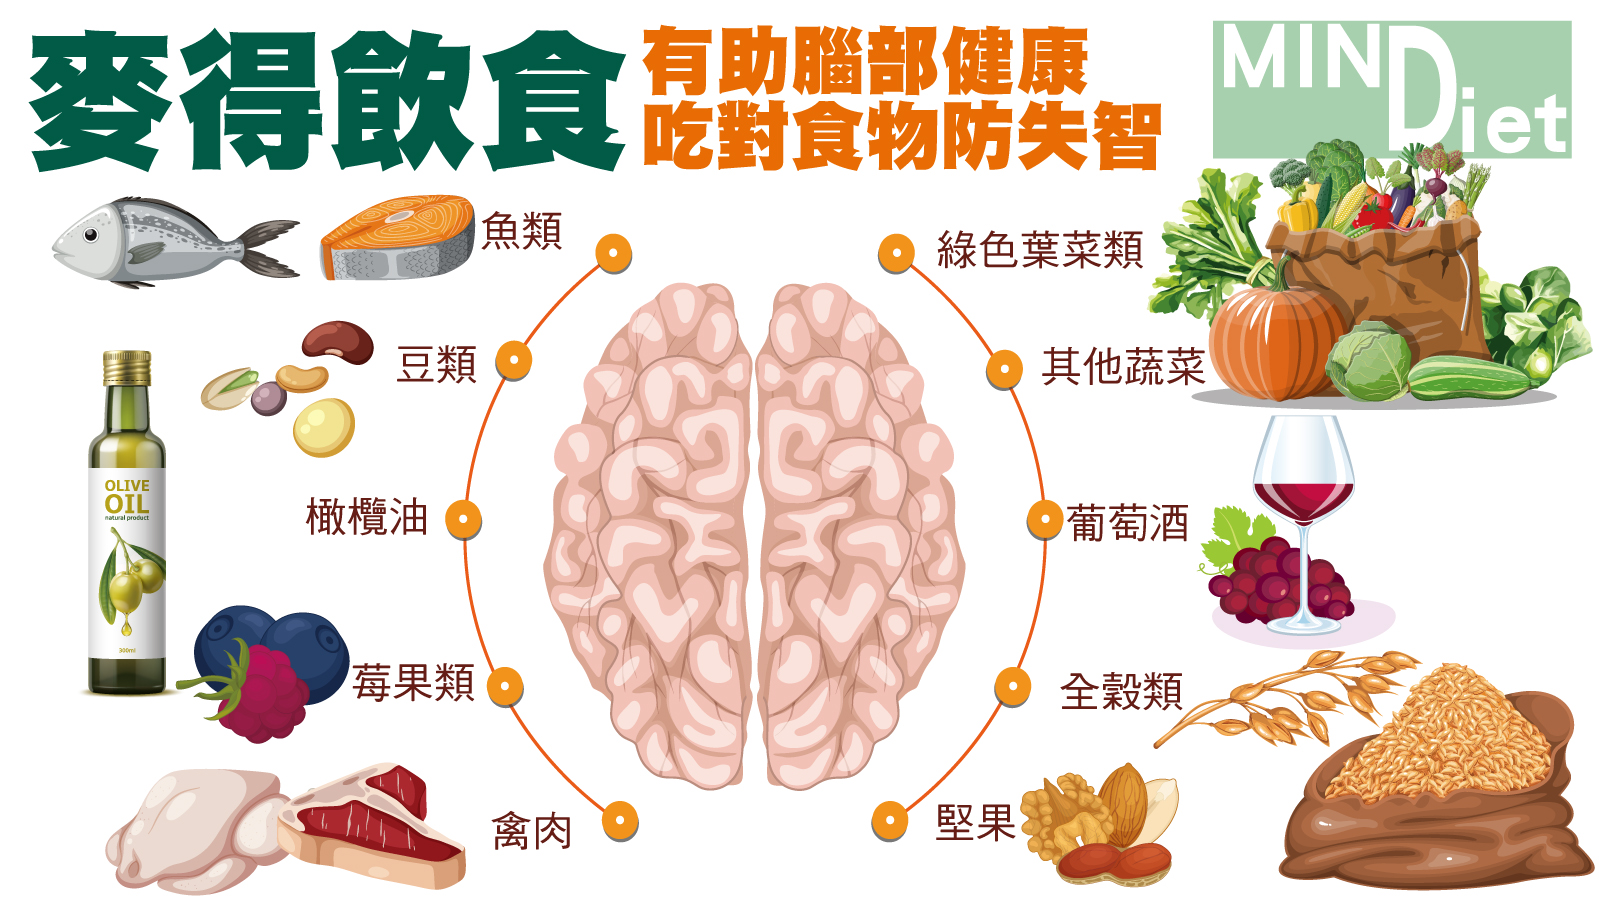 麥得飲食
有助腦部健康
吃對食物防失智
MIND
Diet
魚類
豆類
橄欖油
莓果類
禽肉
綠色葉菜類
其他蔬菜
葡萄酒
全穀類
堅果
OLIVE
OIL
natural product
300ml